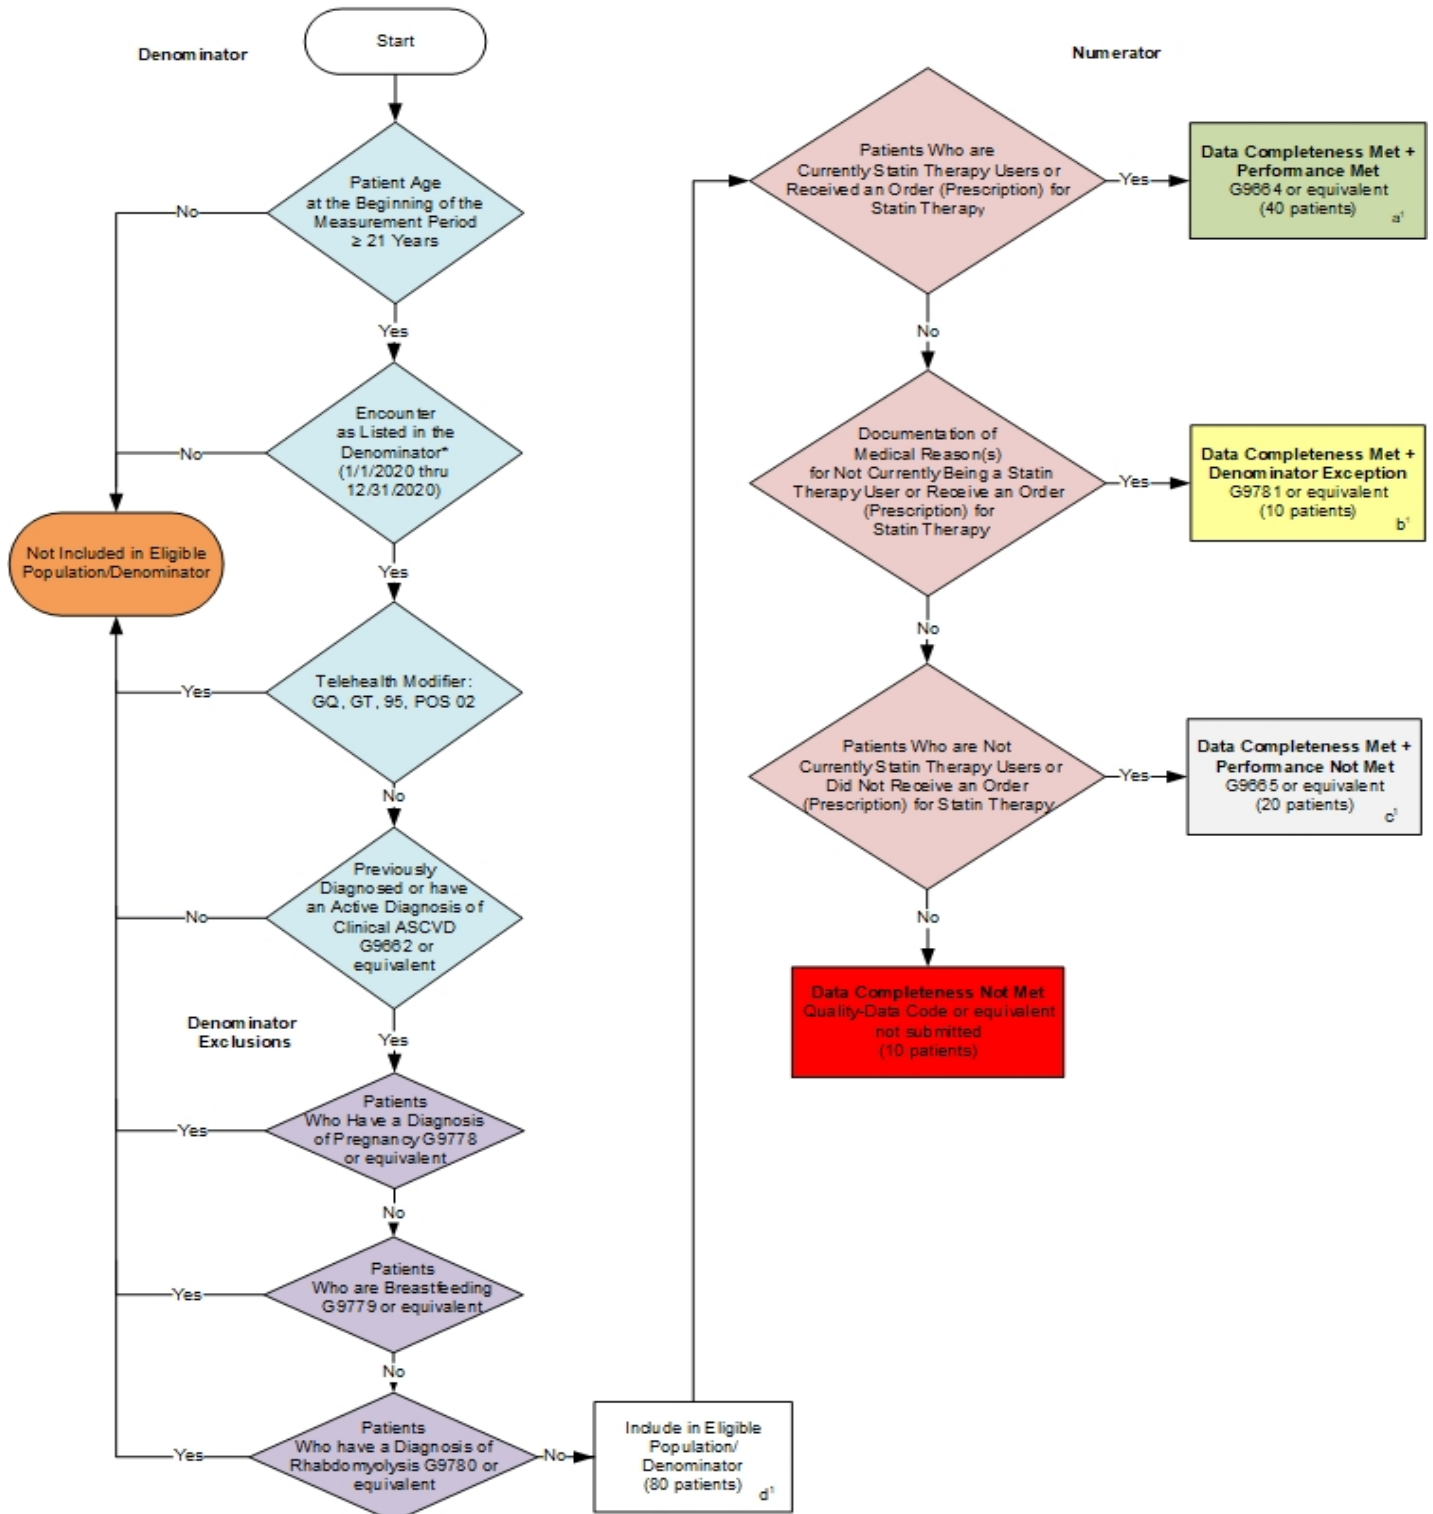 Denominator
Start
Patient Age
at the Beginning of the
Measurement Period
≥ 21 Years
No
Yes
Encounter
as Listed in the
Denominator*
(1/1/2020 thru
12/31/2020)
No
Not Included in Eligible
Population/Denominator
Yes
Telehealth Modifier:
GQ, GT, 95, POS 02
Yes
No
Previously
Diagnosed or have
an Active Diagnosis of
Clinical ASCVD
G9662 or
equivalent
No
Denominator
Exclusions
Yes
Patients
Who Have a Diagnosis
of Pregnancy G9778
or equivalent
Yes
No
Patients
Who are Breastfeeding
G9779 or equivalent
Yes
No
Patients
Who have a Diagnosis of
Rhabdomyolysis G9780 or
equivalent
Yes
No
Include in Eligible
Population/
Denominator
(80 patients)
d¹
Numerator
Patients Who are
Currently Statin Therapy Users or
Received an Order (Prescription) for
Statin Therapy
Yes
Data Completeness Met +
Performance Met
G9664 or equivalent
(40 patients)
a¹
No
Documentation of
Medical Reason(s)
for Not Currently Being a Statin
Therapy User or Receive an Order
(Prescription) for
Statin Therapy
Yes
Data Completeness Met +
Denominator Exception
G9781 or equivalent
(10 patients)
b¹
No
Patients Who are Not
Currently Statin Therapy Users or
Did Not Receive an Order
(Prescription) for Statin Therapy
Yes
Data Completeness Met +
Performance Not Met
G9665 or equivalent
(20 patients)
c¹
No
Data Completeness Not Met
Quality-Data Code or equivalent
not submitted
(10 patients)